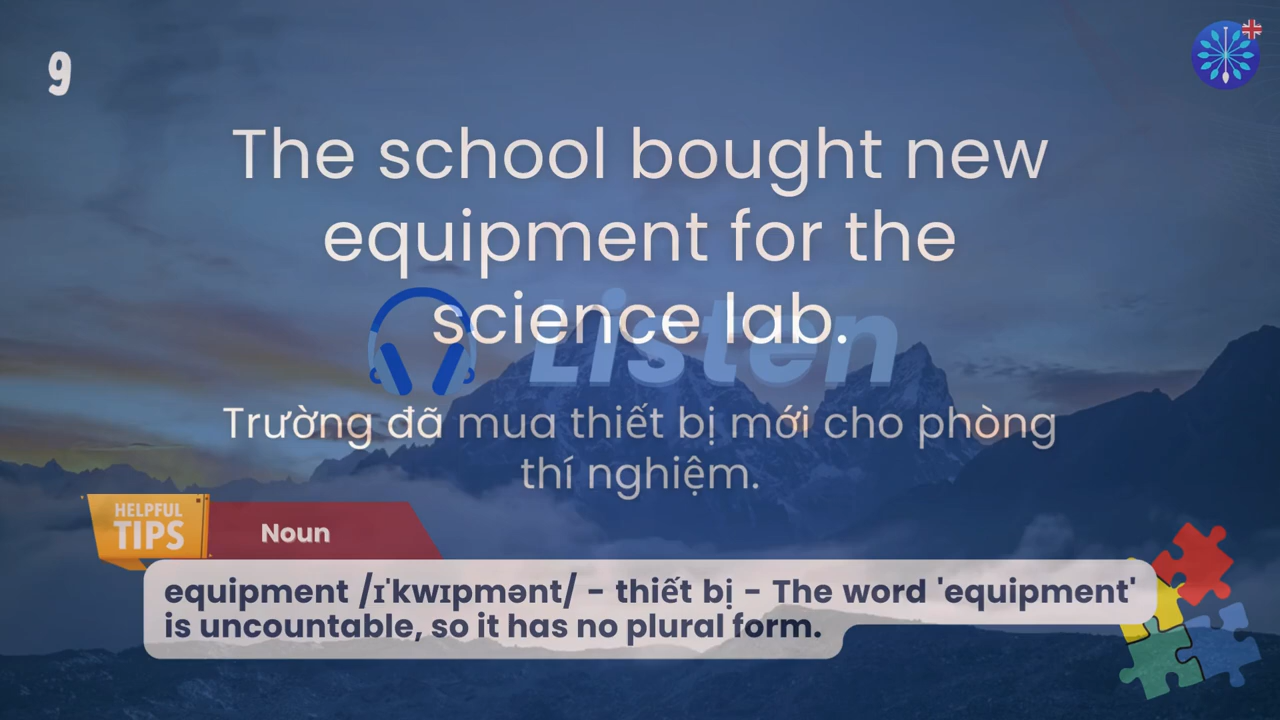 9
The school bought new
equipment for the
science lab.
Listen
Trường đã mua thiết bị mới cho phòng
thí nghiệm.
HELPFUL
TIPS
Noun
equipment /ɪˈkwɪpmənt/ - thiết bị - The word 'equipment'
is uncountable, so it has no plural form.